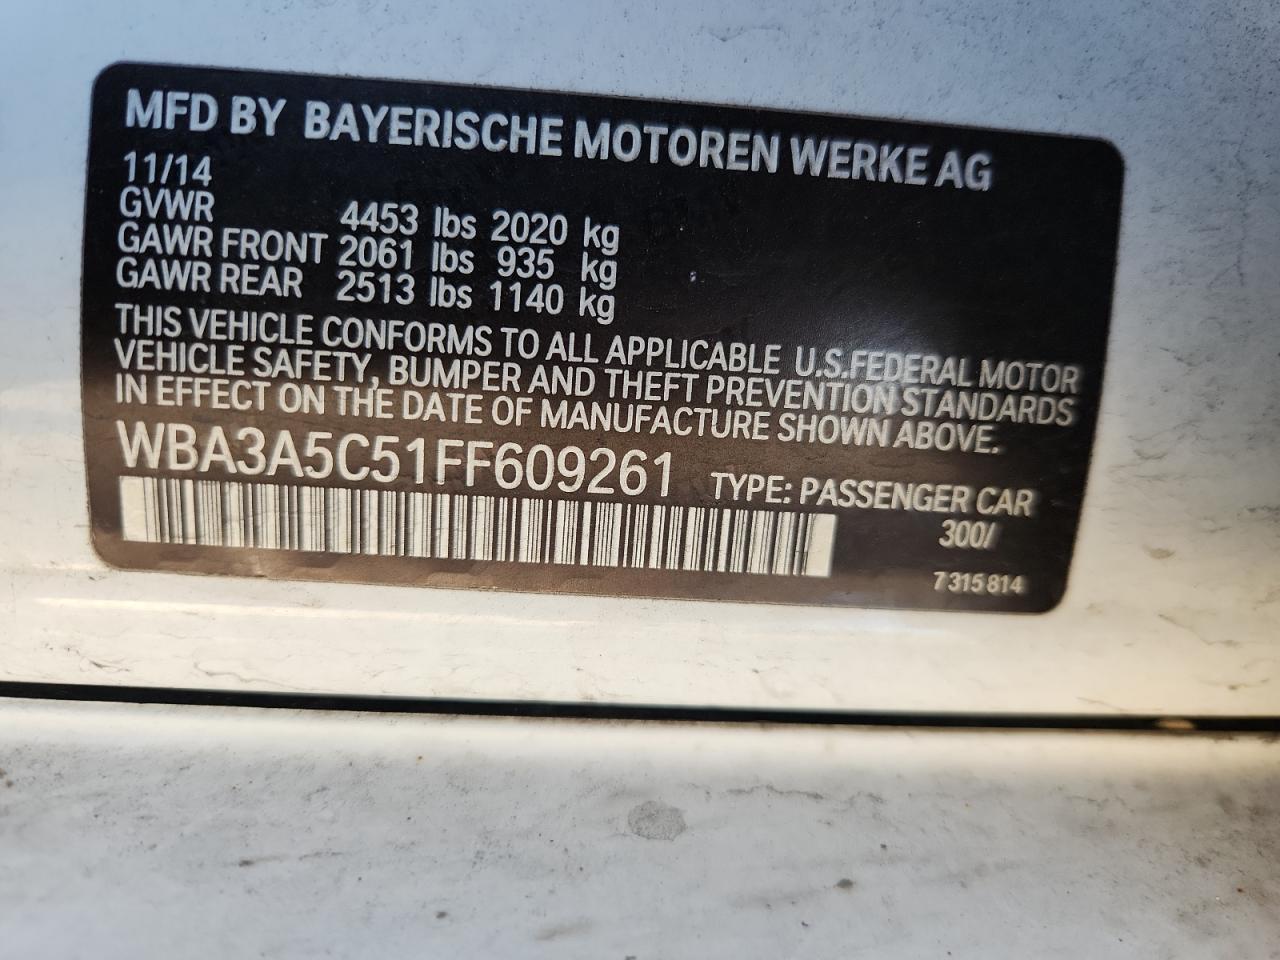 MFD BY BAYERISCHE MOTOREN WERKE AG
11/14
GVWR 4453 lbs 2020 kg
GAWR FRONT 2061 lbs 935 kg
GAWR REAR 2513 lbs 1140 kg
THIS VEHICLE CONFORMS TO ALL APPLICABLE U.S.FEDERAL MOTOR
VEHICLE SAFETY, BUMPER AND THEFT PREVENTION STANDARDS
IN EFFECT ON THE DATE OF MANUFACTURE SHOWN ABOVE.
WBA3A5C51FF609261 TYPE: PASSENGER CAR
300/
7 315 814